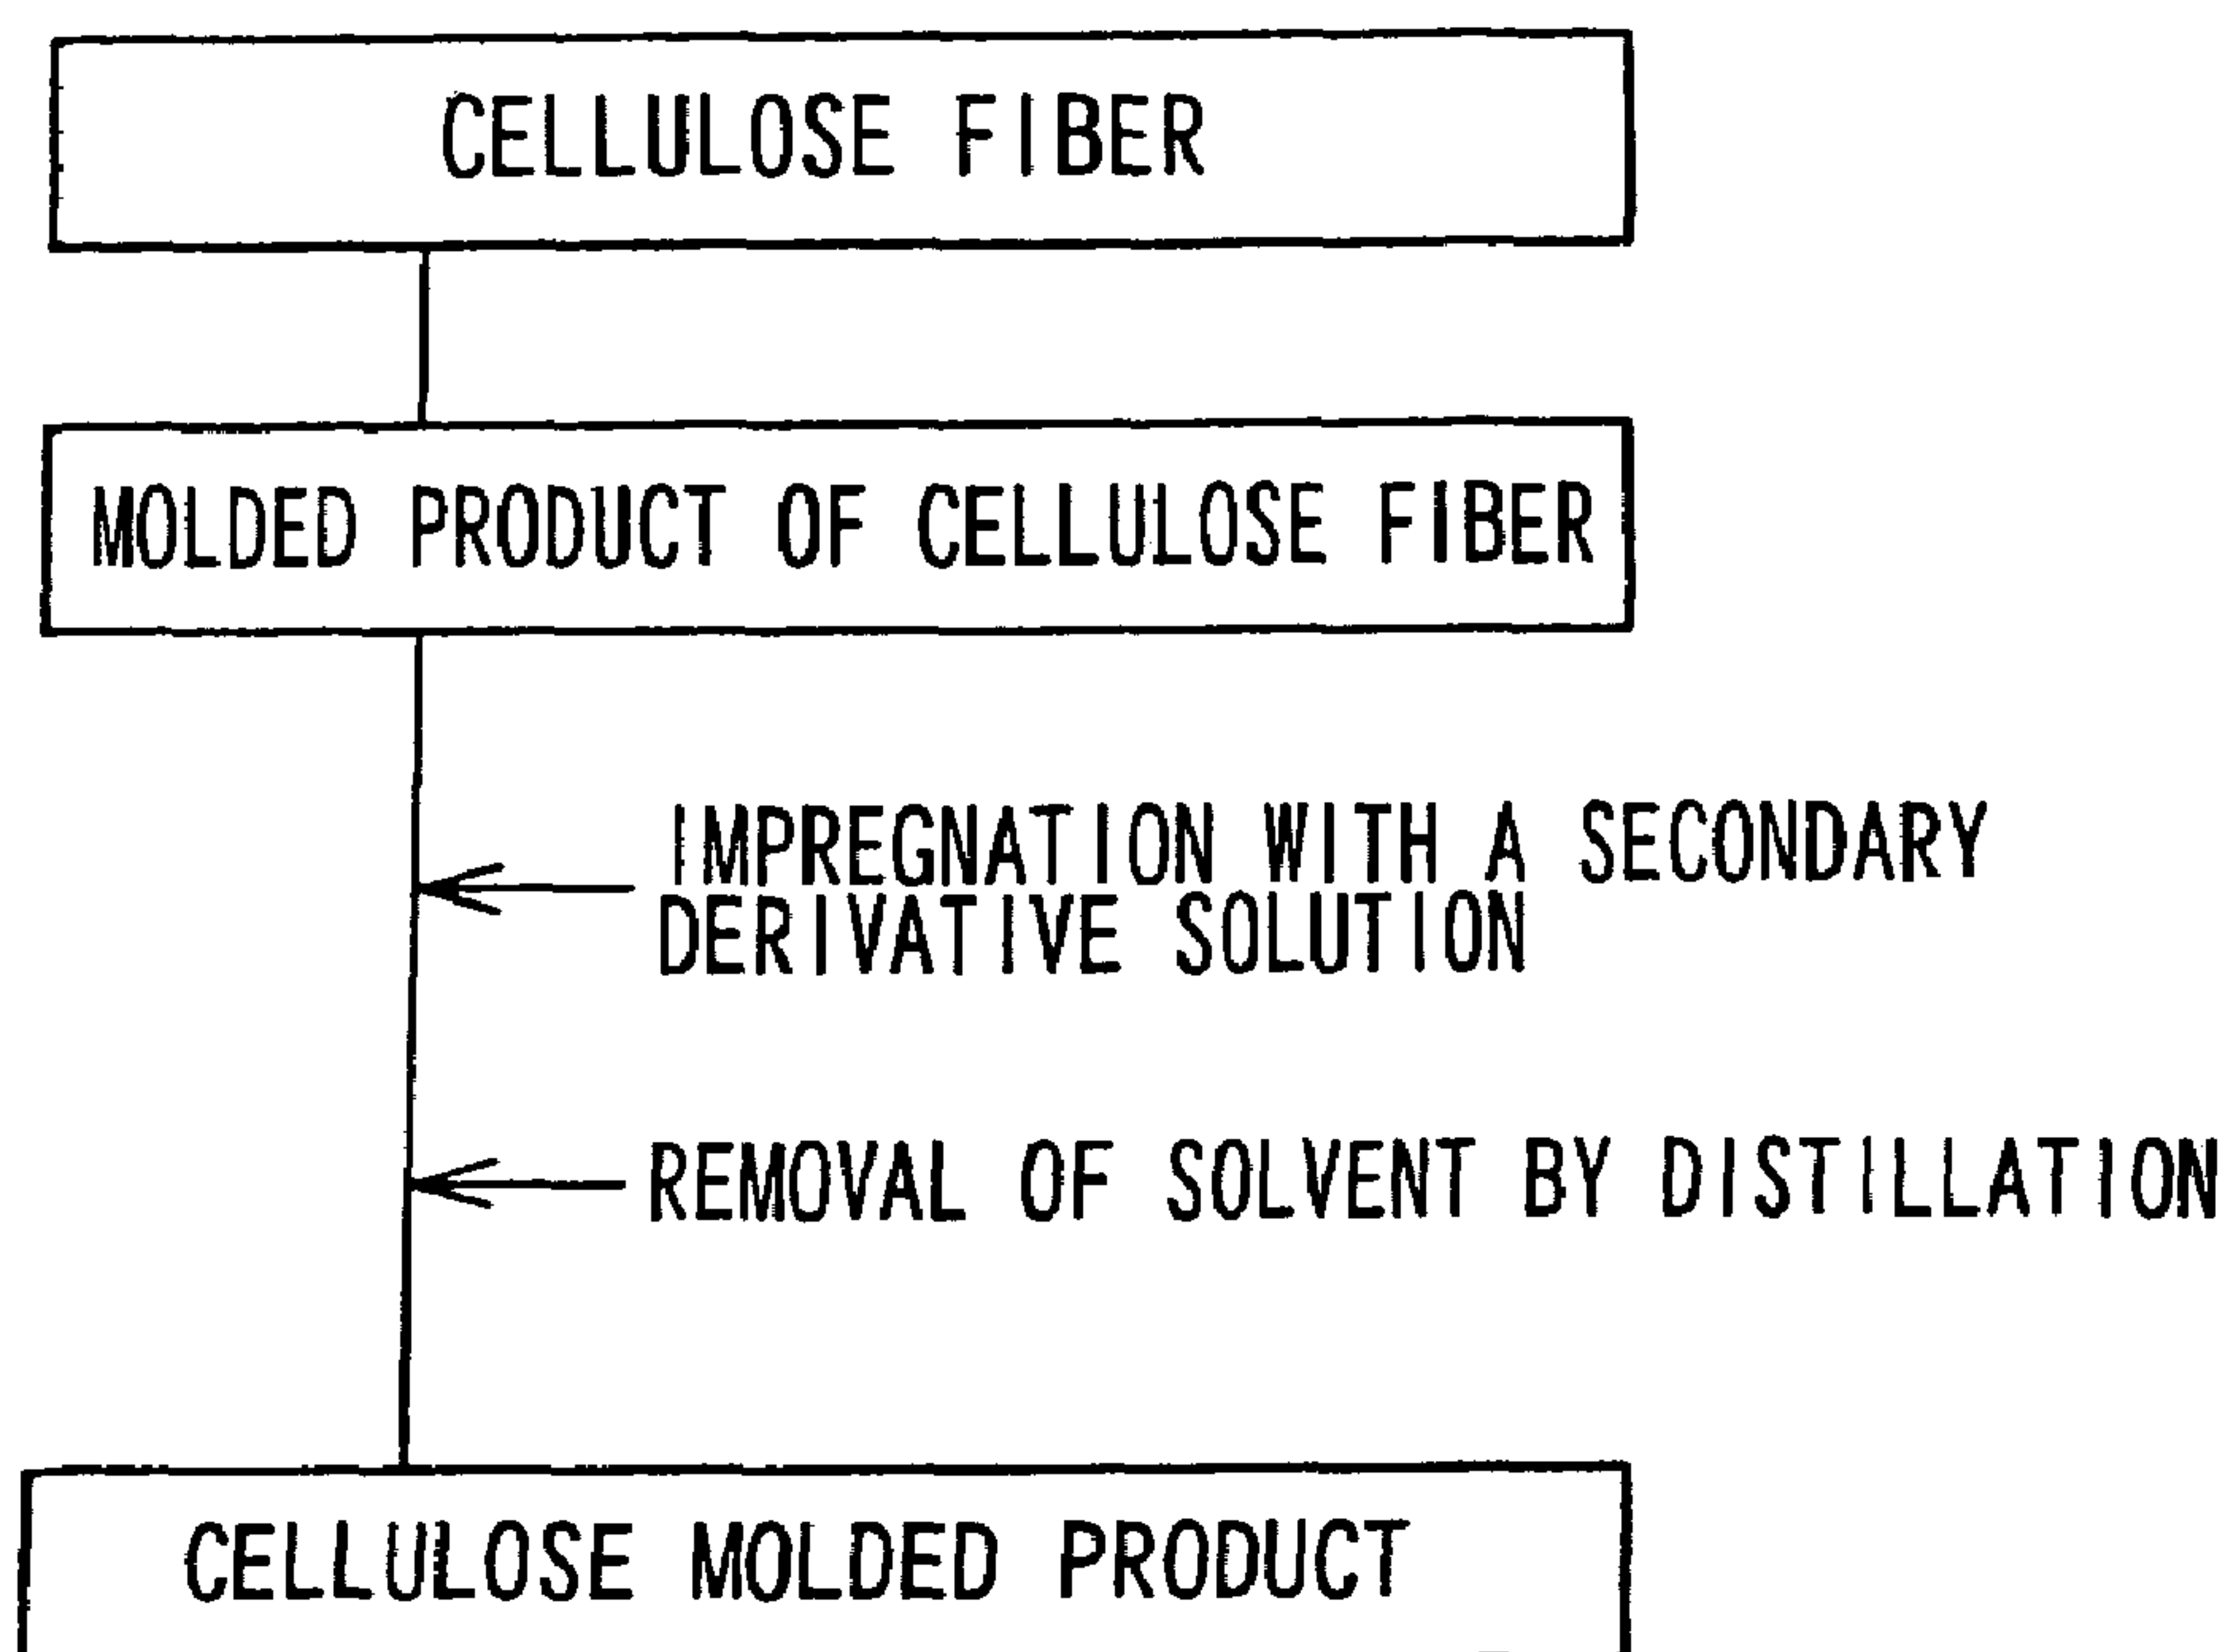 CELLULOSE FIBER
MOLDED PRODUCT OF CELLULOSE FIBER
IMPREGNATION WITH A SECONDARY
DERIVATIVE SOLUTION
REMOVAL OF SOLVENT BY DISTILLATION
CELLULOSE MOLDED PRODUCT